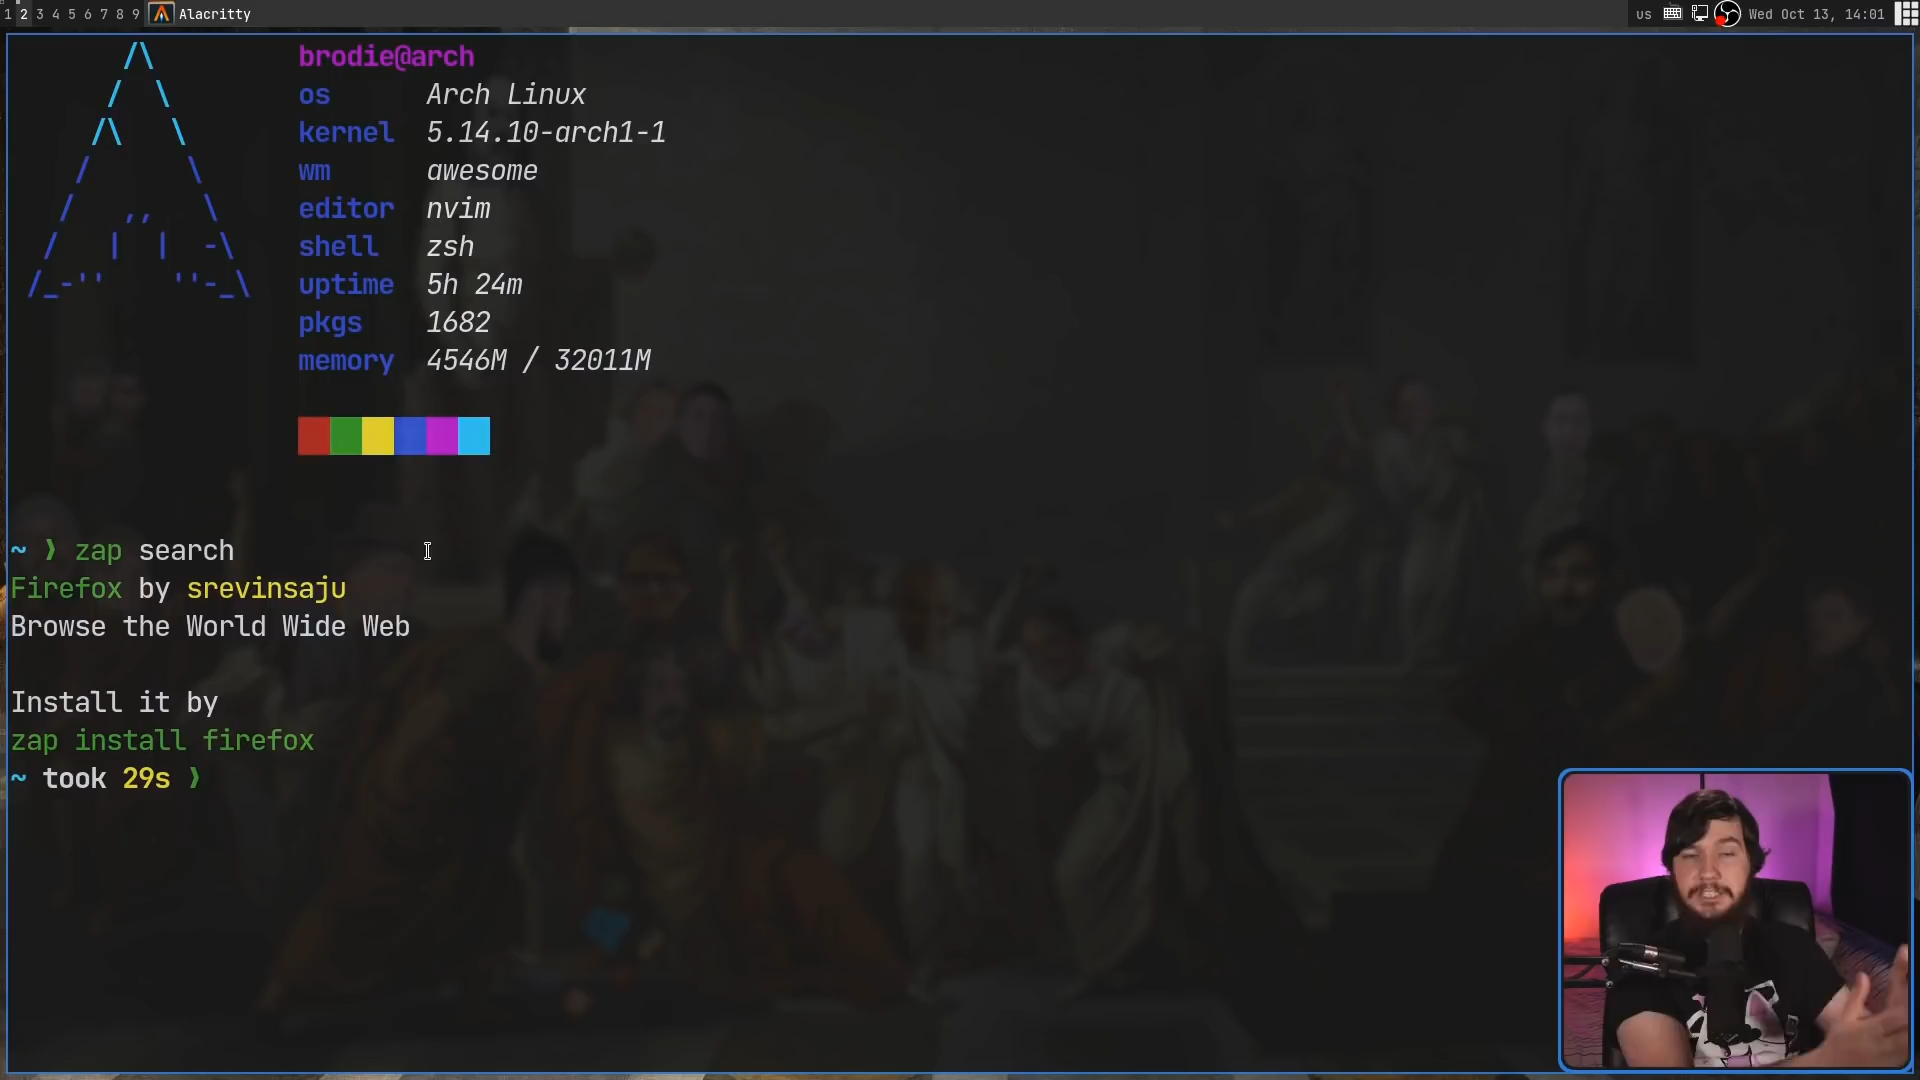 1 2 3 4 5 6 7 8 9 Alacritty us Wed Oct 13, 14:01
brodie@arch
os Arch Linux
kernel 5.14.10-arch1-1
wm awesome
editor nvim
shell zsh
uptime 5h 24m
pkgs 1682
memory 4546M / 32011M
~ ❯ zap search
Firefox by srevinsaju
Browse the World Wide Web
Install it by
zap install firefox
~ took 29s ❯